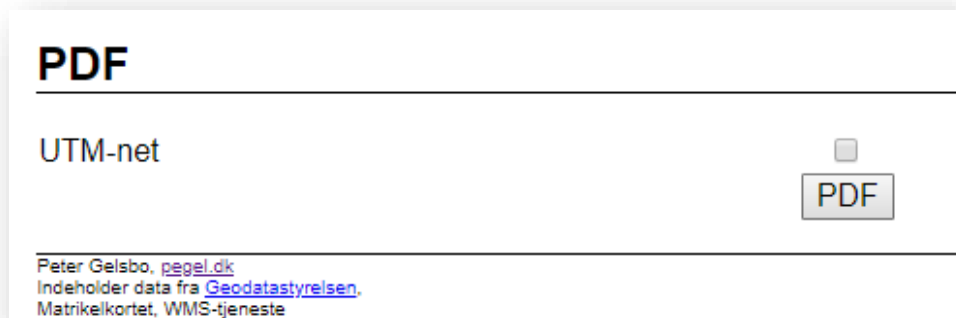 PDF
UTM-net
PDF
Peter Gelsbo, pegel.dk
Indeholder data fra Geodatastyrelsen,
Matrikelkortet, WMS-tjeneste